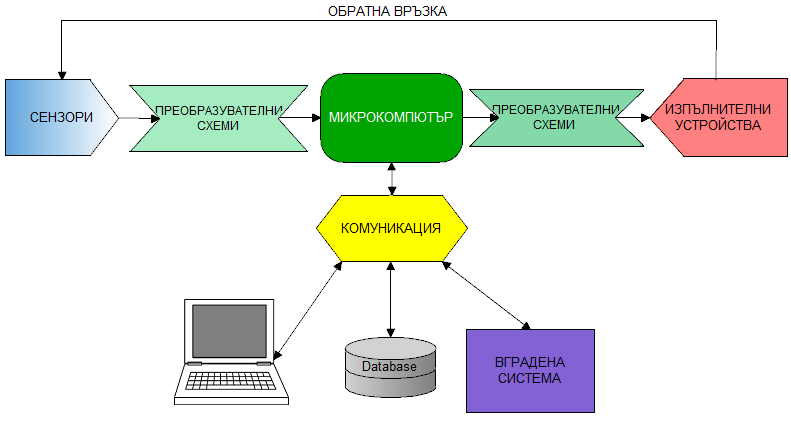 ОБРАТНА ВРЪЗКА
СЕНЗОРИ
ПРЕОБРАЗУВАТЕЛНИ
СХЕМИ
МИКРОКОМПЮТЪР
ПРЕОБРАЗУВАТЕЛНИ
СХЕМИ
ИЗПЪЛНИТЕЛНИ
УСТРОЙСТВА
КОМУНИКАЦИЯ
Database
ВГРАДЕНА
СИСТЕМА